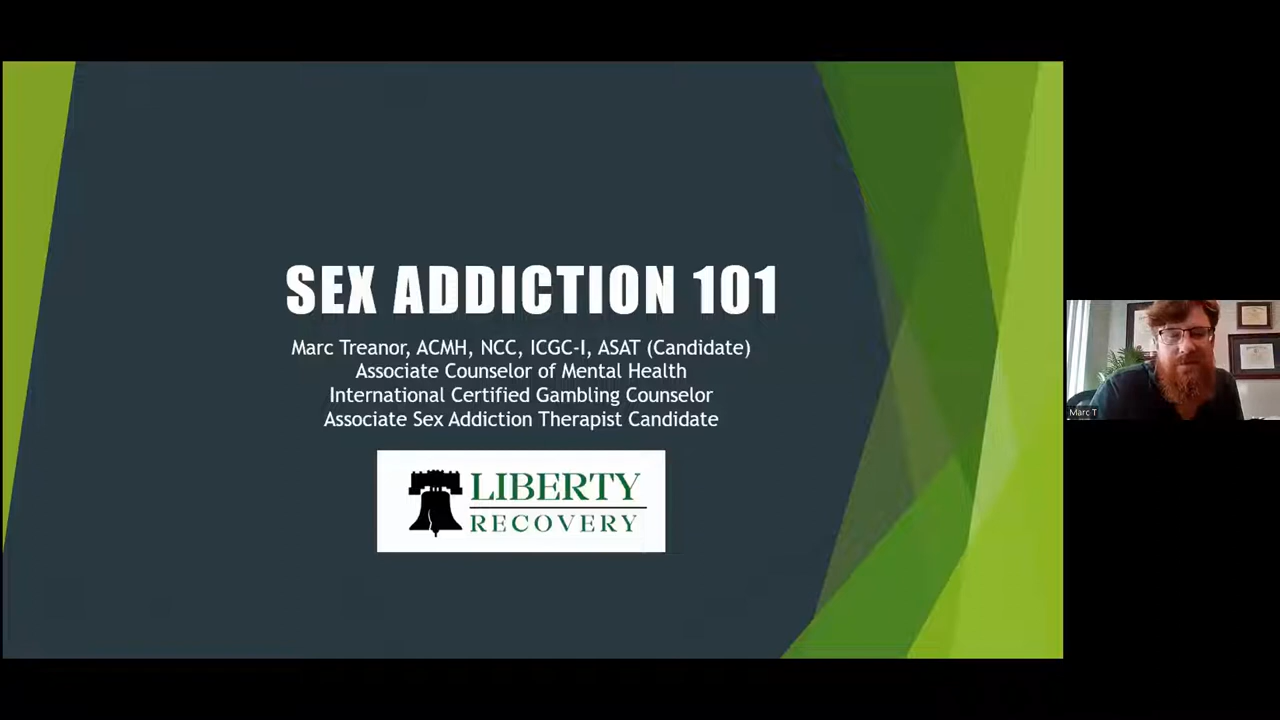 SEX ADDICTION 101
Marc Treanor, ACMH, NCC, ICGC-I, ASAT (Candidate)
Associate Counselor of Mental Health
International Certified Gambling Counselor
Associate Sex Addiction Therapist Candidate
LIBERTY
RECOVERY
Marc T